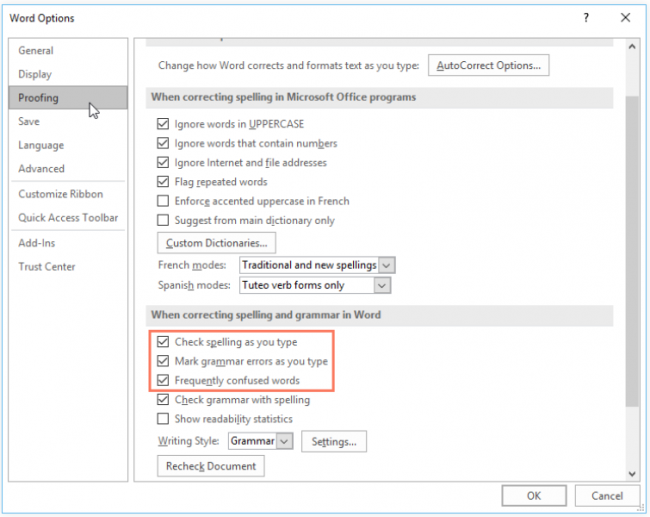 Word Options
?
General
Display
Proofing
Save
Language
Advanced
Customize Ribbon
Quick Access Toolbar
Add-Ins
Trust Center
Change how Word corrects and formats text as you type: AutoCorrect Options...
When correcting spelling in Microsoft Office programs
Ignore words in UPPERCASE
Ignore words that contain numbers
Ignore Internet and file addresses
Flag repeated words
Enforce accented uppercase in French
Suggest from main dictionary only
Custom Dictionaries...
French modes: Traditional and new spellings
Spanish modes: Tuteo verb forms only
When correcting spelling and grammar in Word
Check spelling as you type
Mark grammar errors as you type
Frequently confused words
Check grammar with spelling
Show readability statistics
Writing Style: Grammar Settings...
Recheck Document
OK Cancel